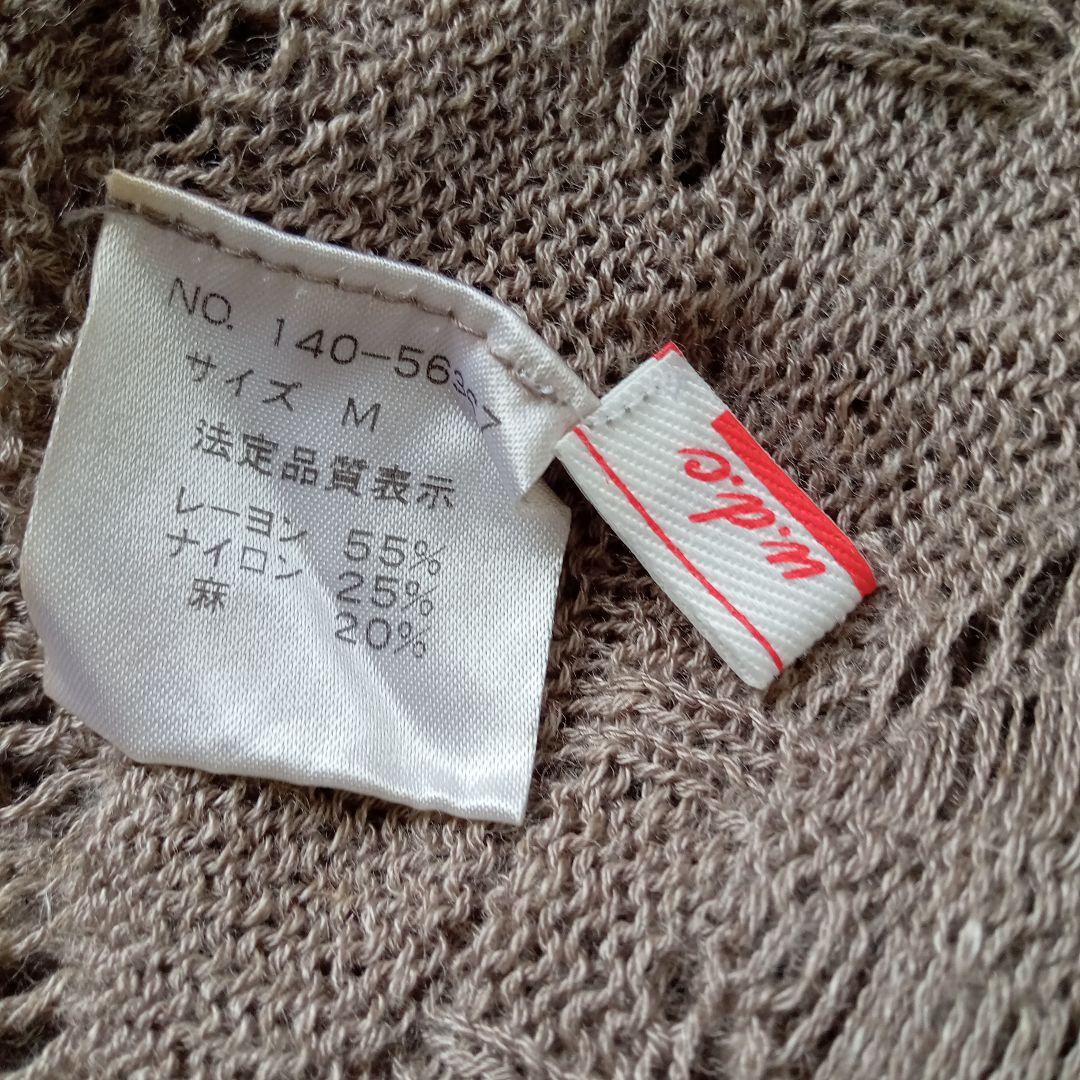 NO. 140-56397
サイズ M
法定品質表示
レーヨン 55%
ナイロン 25%
麻 20%
w.d.c